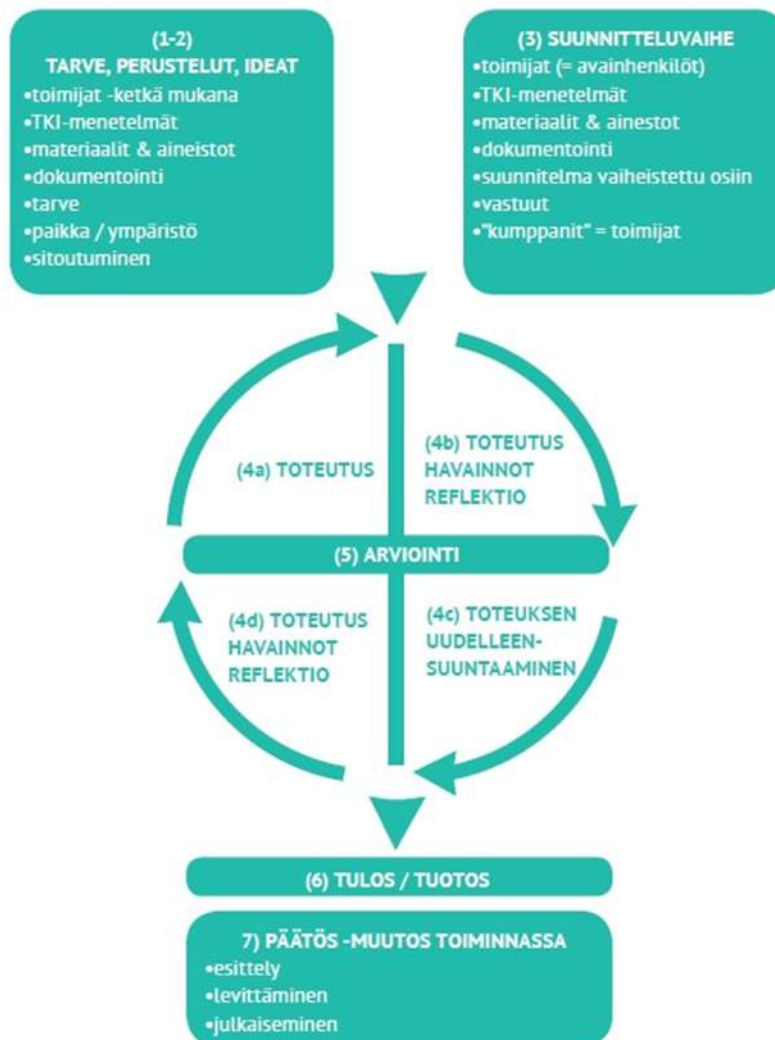 (1-2)
TARVE, PERUSTELUT, IDEAT
•toimijat -ketkä mukana
•TKI-menetelmät
•materiaalit & aineistot
•dokumentointi
•tarve
•paikka / ympäristö
•sitoutuminen
(3) SUUNNITTELUVAIHE
•toimijat (= avainhenkilöt)
•TKI-menetelmät
•materiaalit & ainestot
•dokumentointi
•suunnitelma vaiheistettu osiin
•vastuut
•"kumppanit" = toimijat
(4a) TOTEUTUS
(4b) TOTEUTUS
HAVAINNOT
REFLEKTIO
(5) ARVIOINTI
(4d) TOTEUTUS
HAVAINNOT
REFLEKTIO
(4c) TOTEUKSEN
UUDELLEEN-
SUUNTAAMINEN
(6) TULOS / TUOTOS
7) PÄÄTÖS -MUUTOS TOIMINNASSA
•esittely
•levittäminen
•julkaiseminen